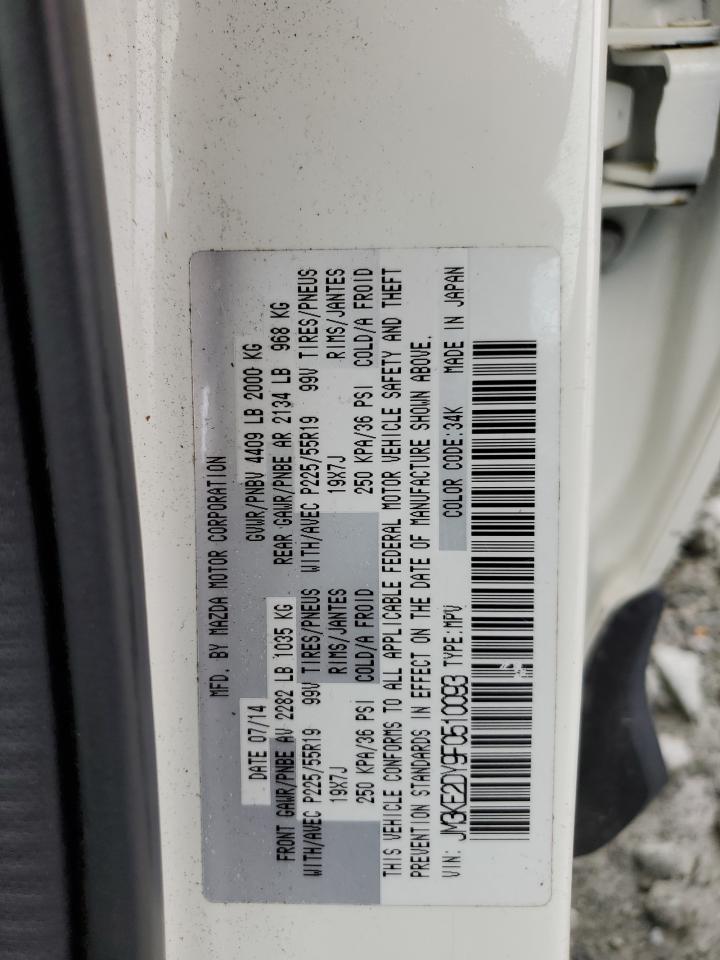 MFD. BY MAZDA MOTOR CORPORATION
DATE 07/14 GVWR/PNBV 4409 LB 2000 KG
FRONT GAWR/PNBE AV 2282 LB 1035 KG REAR GAWR/PNBE AR 2134 LB 968 KG
WITH/AVEC P225/55R19 99V TIRES/PNEUS WITH/AVEC P225/55R19 99V TIRES/PNEUS
19X7J RIMS/JANTES 19X7J RIMS/JANTES
250 KPA/36 PSI COLD/A FROID 250 KPA/36 PSI COLD/A FROID
THIS VEHICLE CONFORMS TO ALL APPLICABLE FEDERAL MOTOR VEHICLE SAFETY AND THEFT
PREVENTION STANDARDS IN EFFECT ON THE DATE OF MANUFACTURE SHOWN ABOVE.
VIN: JM3KE2DY9F0510093 TYPE:MPV COLOR CODE:34K MADE IN JAPAN